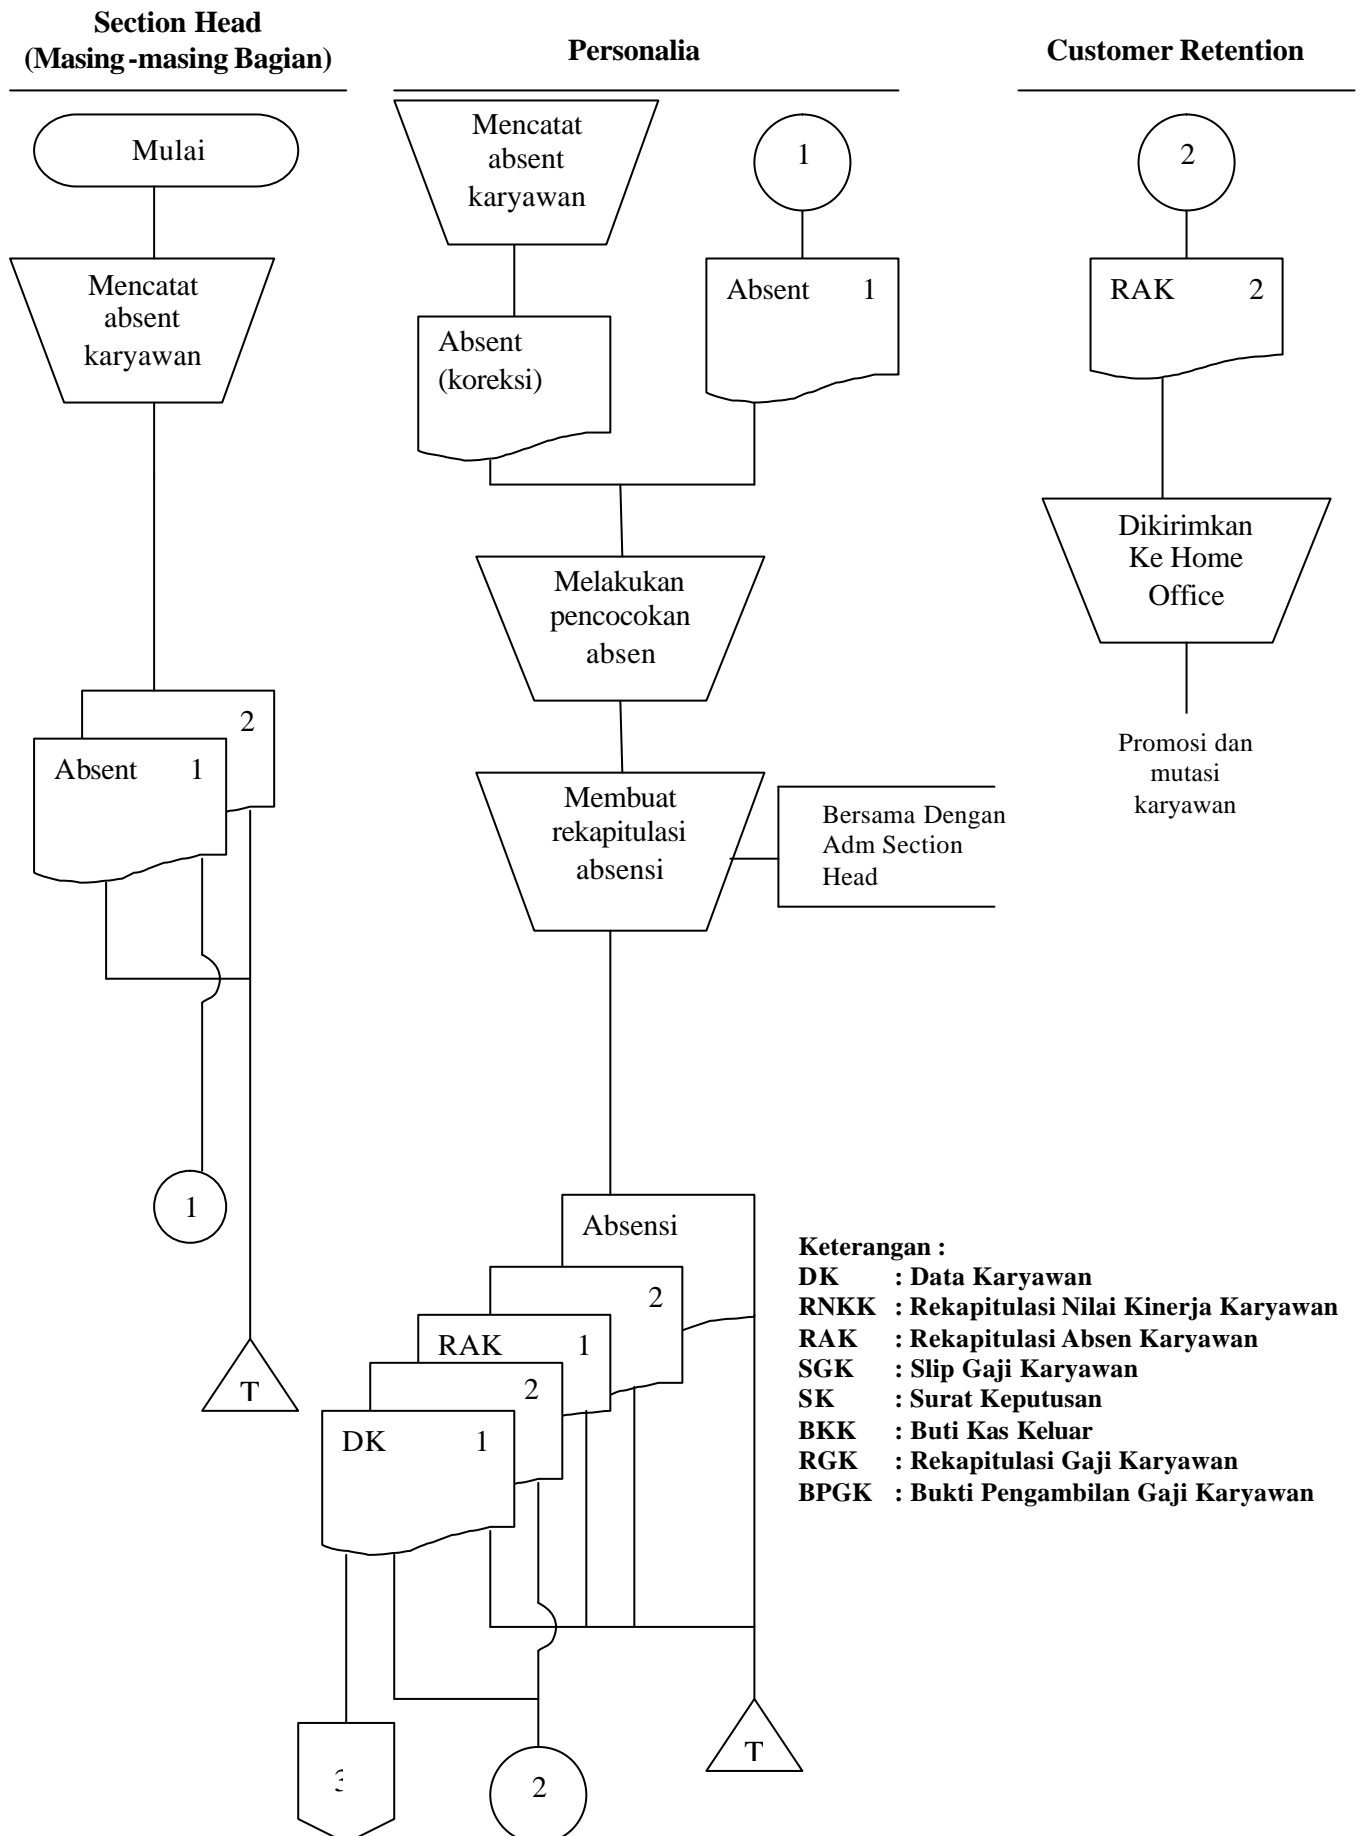 Section Head
(Masing-masing Bagian)
Mulai
Mencatat
absent
karyawan
2
Absent 1
1
T
Personalia
Mencatat
absent
karyawan
1
Absent
(koreksi)
Absent 1
Melakukan
pencocokan
absen
Membuat
rekapitulasi
absensi
Bersama Dengan
Adm Section
Head
Absensi
2
RAK 1
2
DK 1
3
2
T
Customer Retention
2
RAK 2
Dikirimkan
Ke Home
Office
Promosi dan
mutasi
karyawan
Keterangan :
DK : Data Karyawan
RNKK : Rekapitulasi Nilai Kinerja Karyawan
RAK : Rekapitulasi Absen Karyawan
SGK : Slip Gaji Karyawan
SK : Surat Keputusan
BKK : Buti Kas Keluar
RGK : Rekapitulasi Gaji Karyawan
BPGK : Bukti Pengambilan Gaji Karyawan